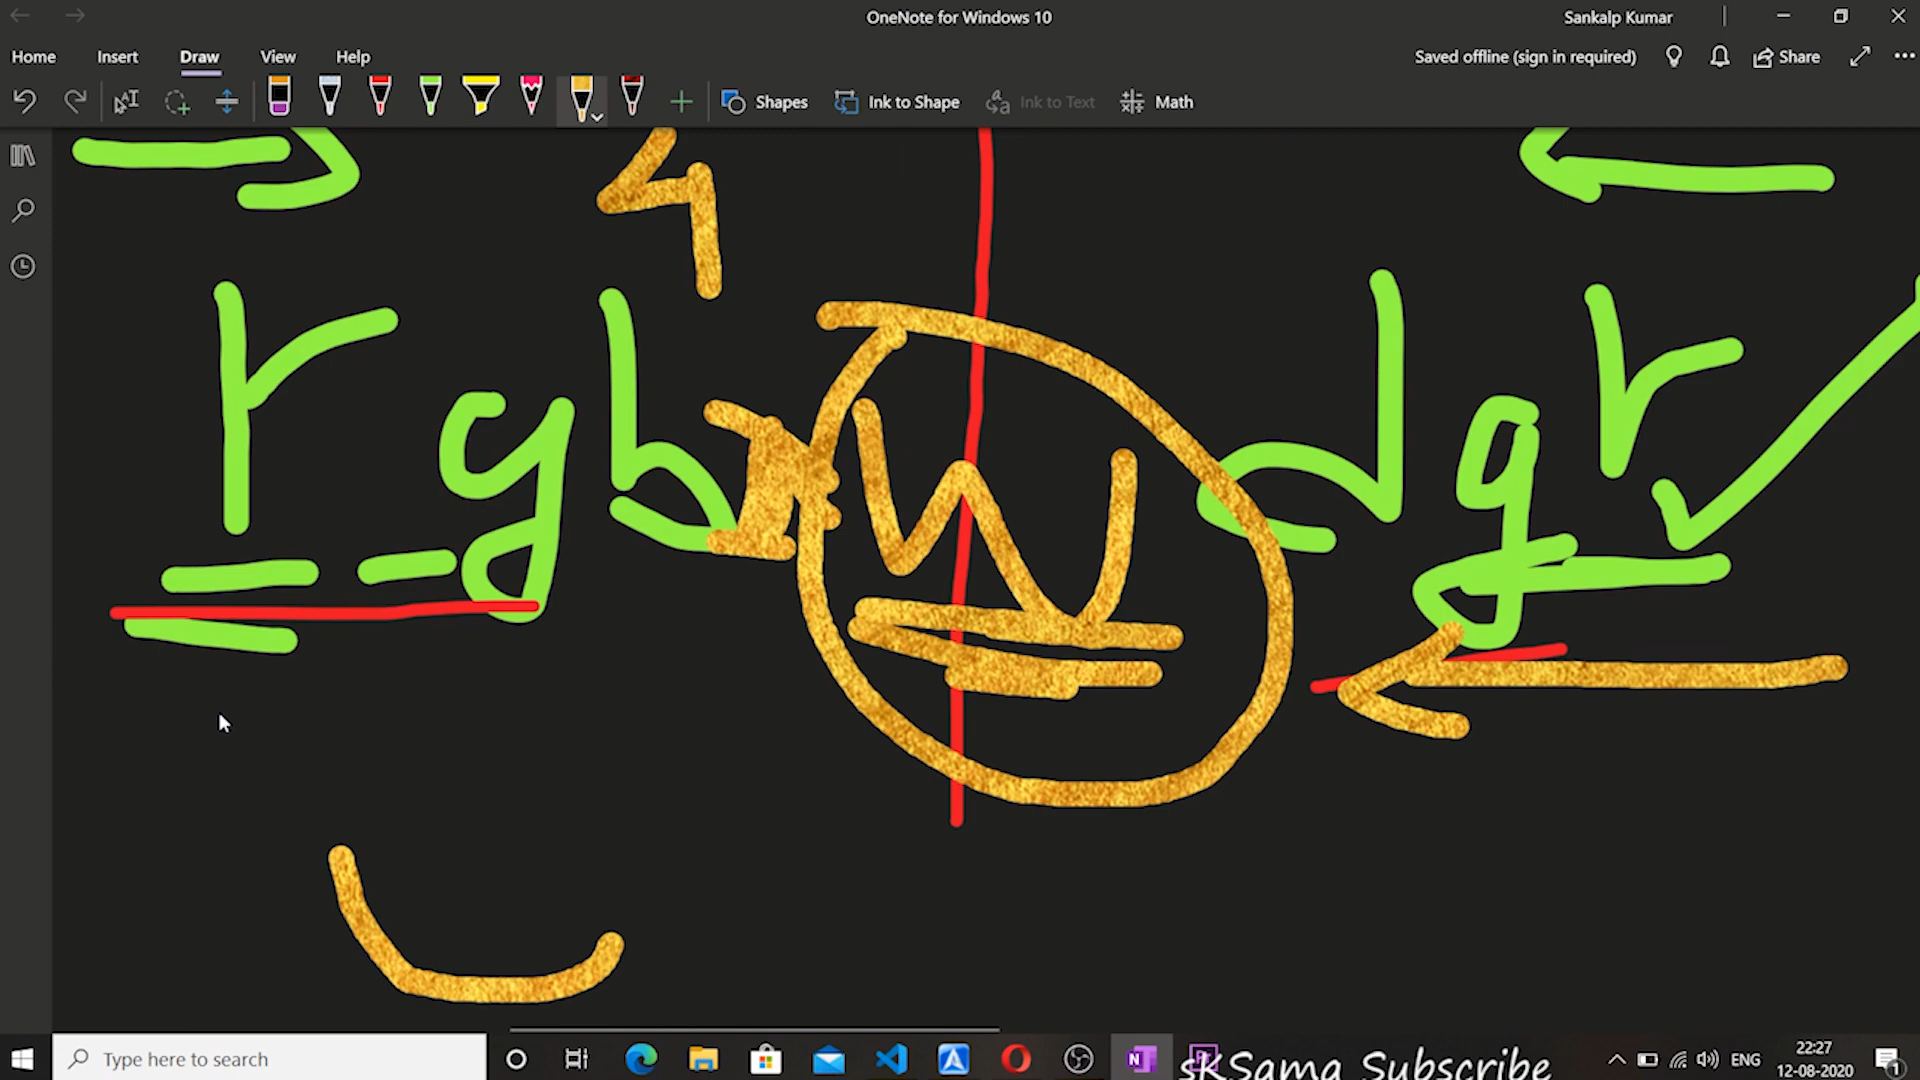 OneNote for Windows 10
Sankalp Kumar
Home Insert Draw View Help
Saved offline (sign in required) Share
Shapes Ink to Shape Ink to Text Math
r g b w g r
Type here to search
sKSama Subscribe
ENG
22:27
12-08-2020
1